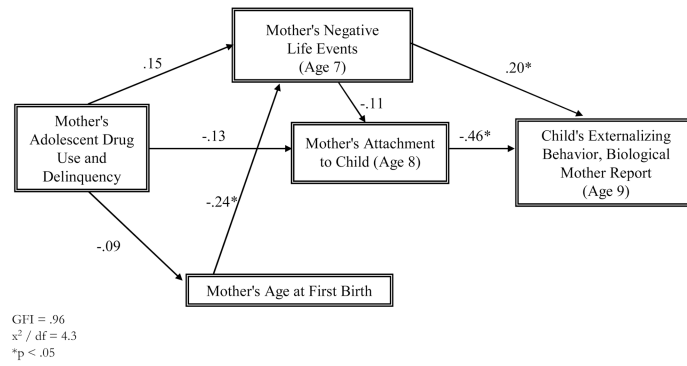 Mother's Negative
Life Events
(Age 7)
.15
.20*
-.11
Mother's
Adolescent Drug
Use and
Delinquency
-.13
Mother's Attachment
to Child (Age 8)
-.46*
Child's Externalizing
Behavior, Biological
Mother Report
(Age 9)
-.24*
-.09
Mother's Age at First Birth
GFI = .96
x² / df = 4.3
*p < .05